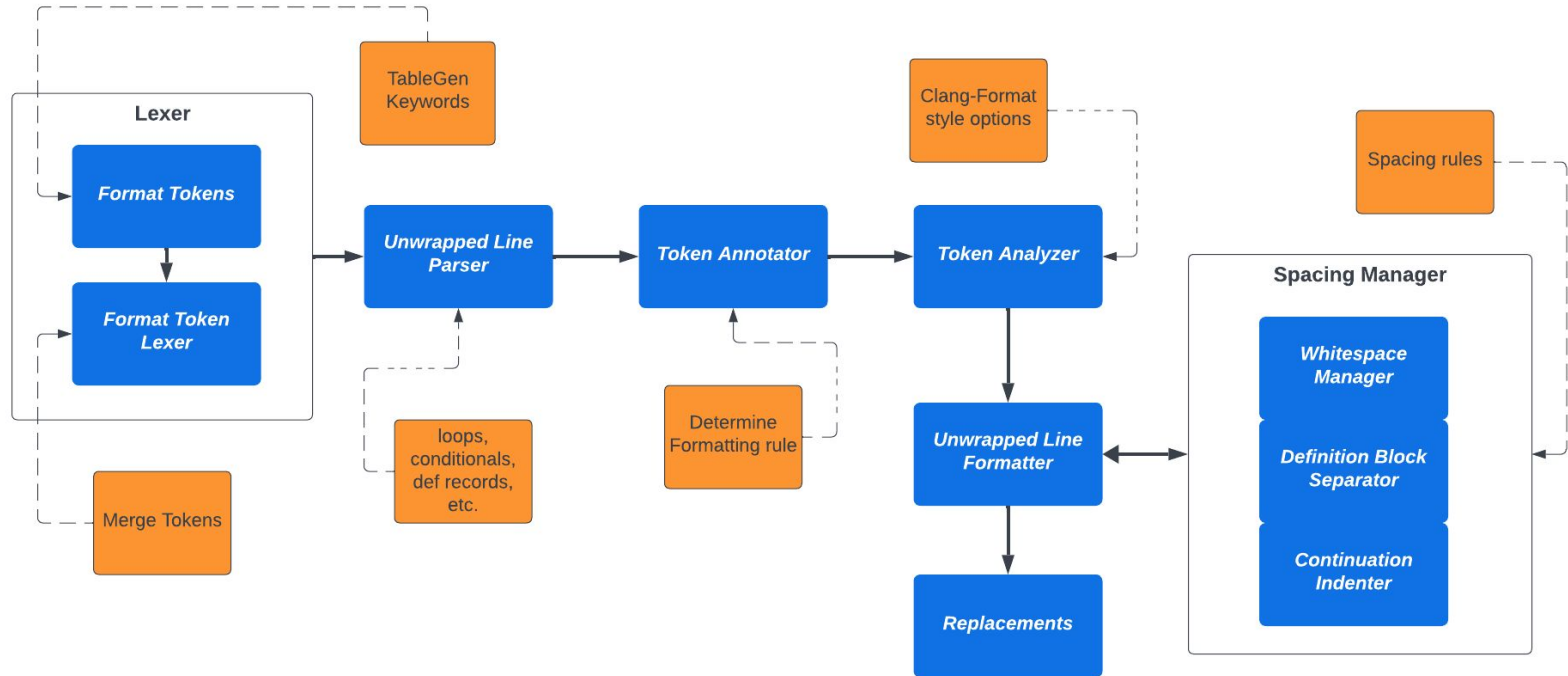 TableGen
Keywords
Clang-Format
style options
Lexer
Spacing rules
Format Tokens
Unwrapped Line
Parser
Token Annotator
Token Analyzer
Spacing Manager
Format Token
Lexer
Whitespace
Manager
loops,
conditionals,
def records,
etc.
Determine
Formatting rule
Unwrapped Line
Formatter
Definition Block
Separator
Merge Tokens
Continuation
Indenter
Replacements